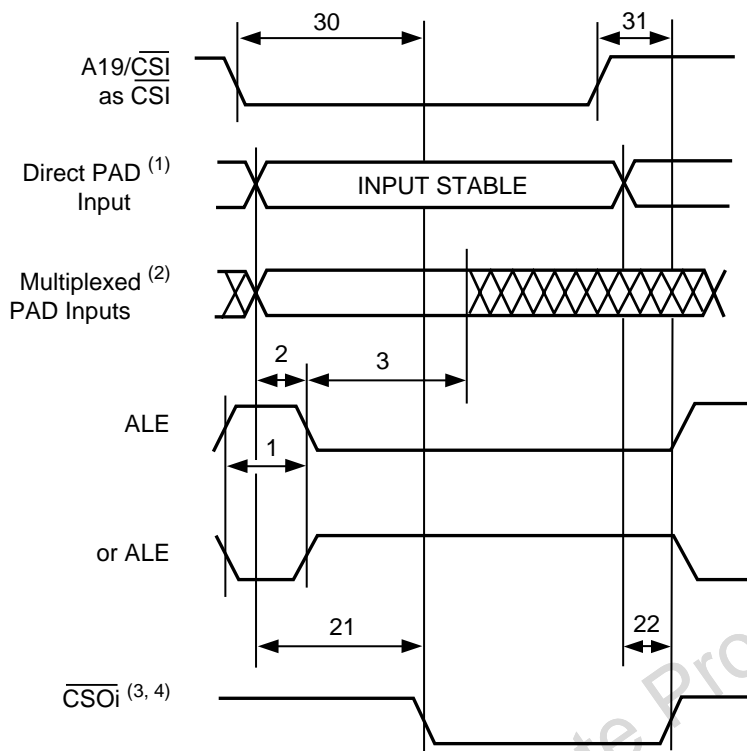 30
31
A19/CSI
as CSI
Direct PAD (1)
Input
INPUT STABLE
Multiplexed (2)
PAD Inputs
2
3
ALE
1
or ALE
21
22
CSOi (3, 4)